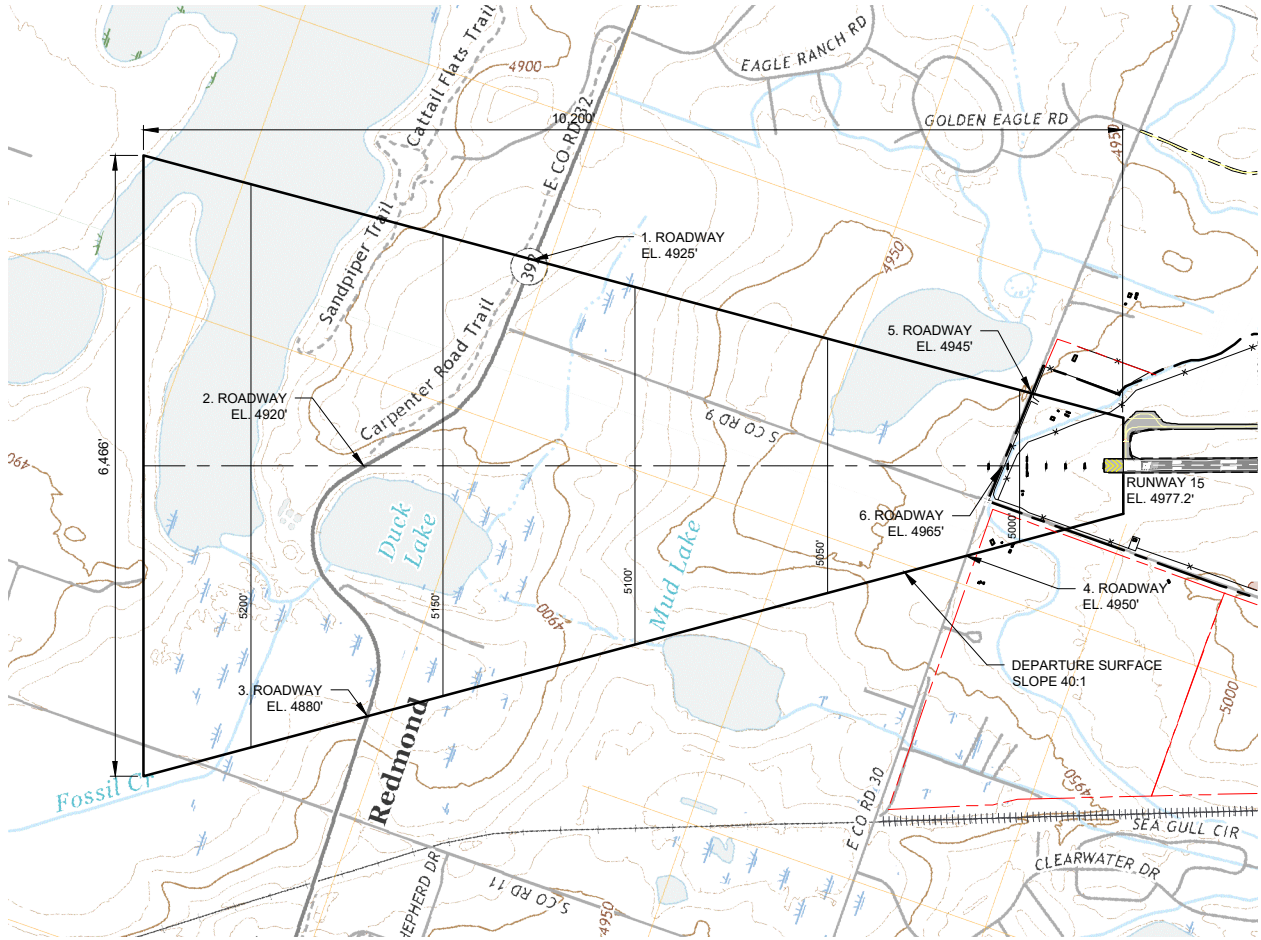 Cattail Flats Trail
4900
EAGLE RANCH RD
E CO RD 32
10,200'
GOLDEN EAGLE RD
4950
Sandpiper Trail
392
1. ROADWAY
EL. 4925'
4950
Carpenter Road Trail
5. ROADWAY
EL. 4945'
2. ROADWAY
EL. 4920'
S CO RD 9
6,466'
RUNWAY 15
EL. 4977.2'
6. ROADWAY
EL. 4965'
5000'
Duck
Lake
5050'
5100'
Mud Lake
5150'
5200'
4900
4. ROADWAY
EL. 4950'
DEPARTURE SURFACE
SLOPE 40:1
3. ROADWAY
EL. 4880'
Redmond
5000
Fossil Cr
4950
E CO RD 30
SEA GULL CIR
CLEARWATER DR
S CO RD 11
HEPHERD DR
4950